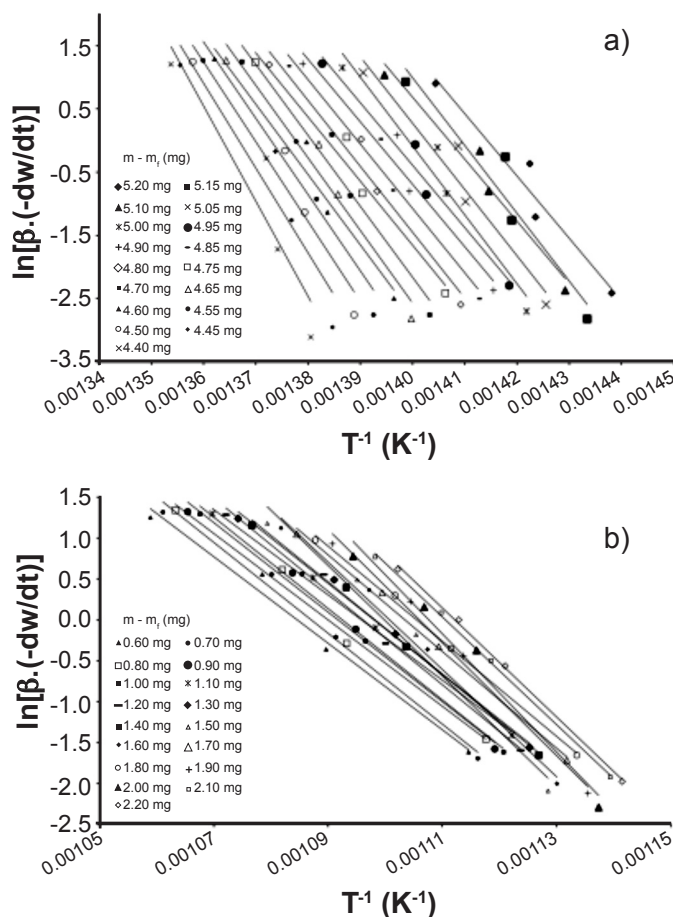 a)
ln[β.(-dw/dt)]
1.5
0.5
-0.5
-1.5
-2.5
-3.5
m - mf (mg)
5.20 mg 5.15 mg
5.10 mg 5.05 mg
5.00 mg 4.95 mg
4.90 mg 4.85 mg
4.80 mg 4.75 mg
4.70 mg 4.65 mg
4.60 mg 4.55 mg
4.50 mg 4.45 mg
4.40 mg
0.00134 0.00135 0.00136 0.00137 0.00138 0.00139 0.00140 0.00141 0.00142 0.00143 0.00144 0.00145
T-1 (K-1)
b)
ln[β.(-dw/dt)]
1.5
1.0
0.5
0.0
-0.5
-1.5
-2.0
-2.5
m - mf (mg)
0.60 mg 0.70 mg
0.80 mg 0.90 mg
1.00 mg 1.10 mg
1.20 mg 1.30 mg
1.40 mg 1.50 mg
1.60 mg 1.70 mg
1.80 mg 1.90 mg
2.00 mg 2.10 mg
2.20 mg
0.00105 0.00107 0.00109 0.00111 0.00113 0.00115
T-1 (K-1)